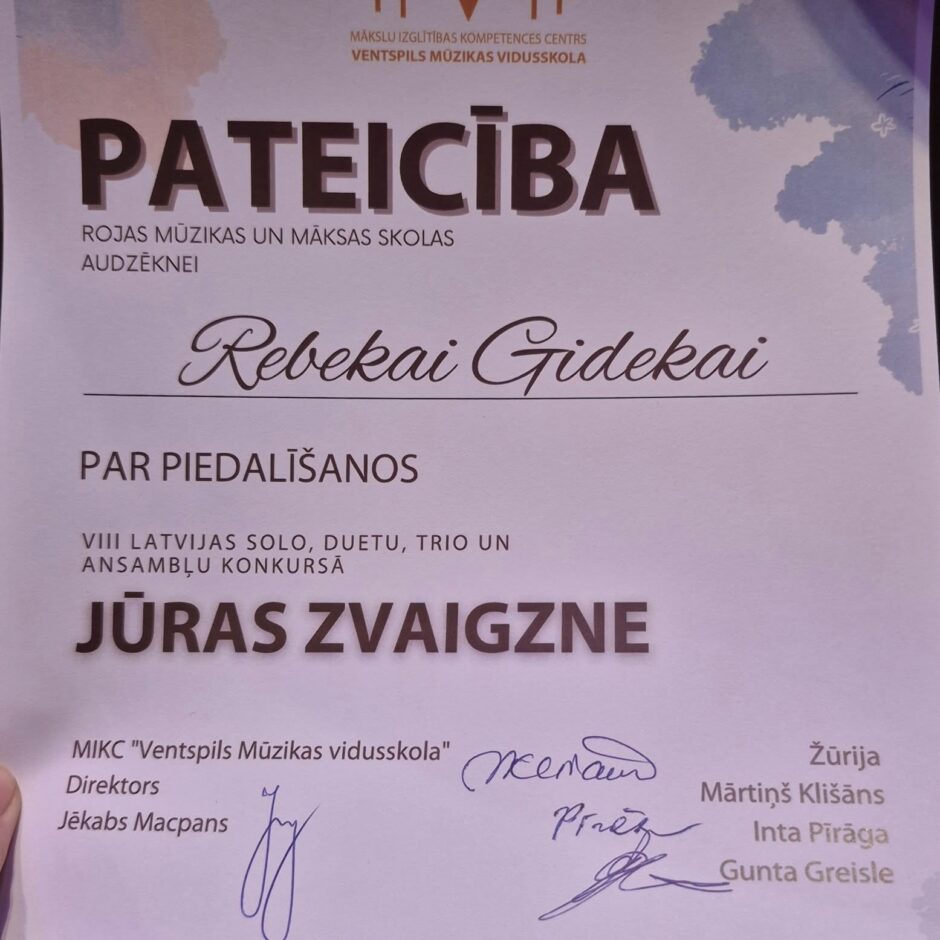 MĀKSLU IZGLĪTĪBAS KOMPETENCES CENTRS
VENTSPILS MŪZIKAS VIDUSSKOLA
PATEICĪBA
ROJAS MŪZIKAS UN MĀKSAS SKOLAS
AUDZĒKNEI
Rebekai Gidekai
PAR PIEDALĪŠANOS
VIII LATVIJAS SOLO, DUETU, TRIO UN
ANSAMBĻU KONKURSĀ
JŪRAS ZVAIGZNE
MIKC "Ventspils Mūzikas vidusskola"
Direktors
Jēkabs Macpans
Žūrija
Mārtiņš Klišāns
Inta Pīrāga
Gunta Greisle